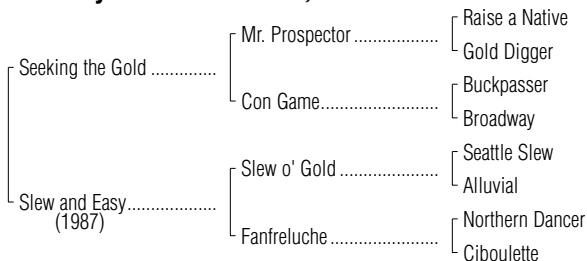 Raise a Native
Mr. Prospector ....................
Gold Digger
Seeking the Gold ..............
Buckpasser
Con Game............................
Broadway
Seattle Slew
Slew o' Gold .......................
Alluvial
Slew and Easy.....................
(1987)
Northern Dancer
Fanfreluche .........................
Ciboulette